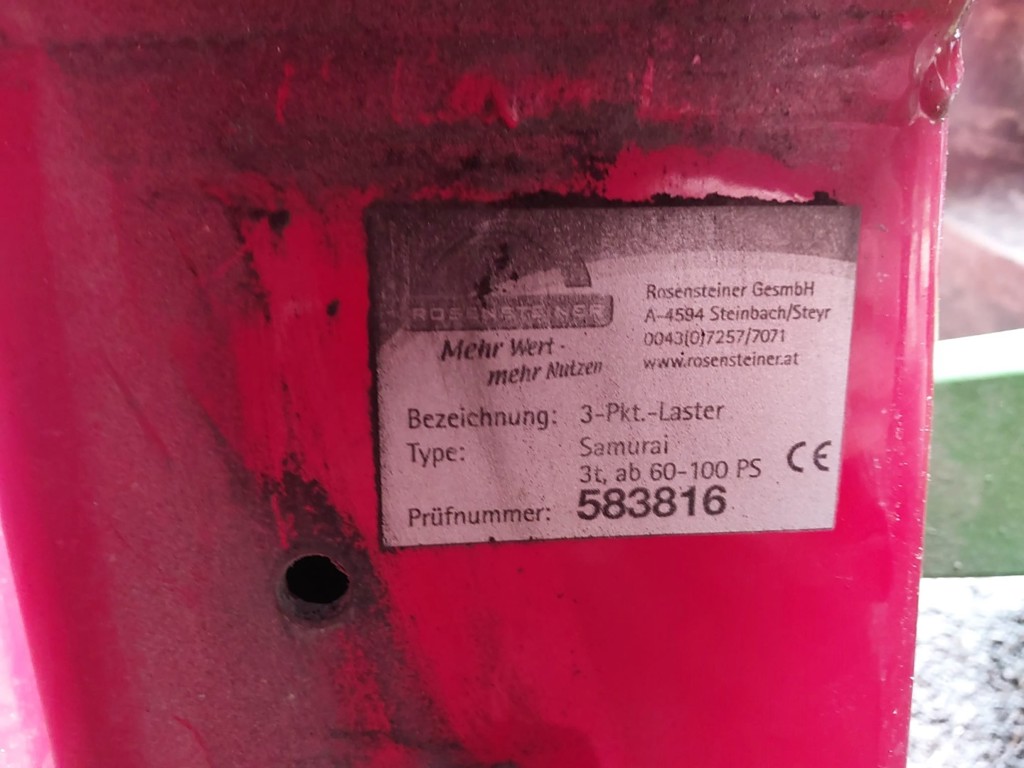 ROSENSTEINER
Mehr Wert -
mehr Nutzen
Rosensteiner GesmbH
A-4594 Steinbach/Steyr
0043(0)7257/7071
www.rosensteiner.at
Bezeichnung: 3-Pkt.-Laster
Type: Samurai
3t, ab 60-100 PS
CE
Prüfnummer: 583816